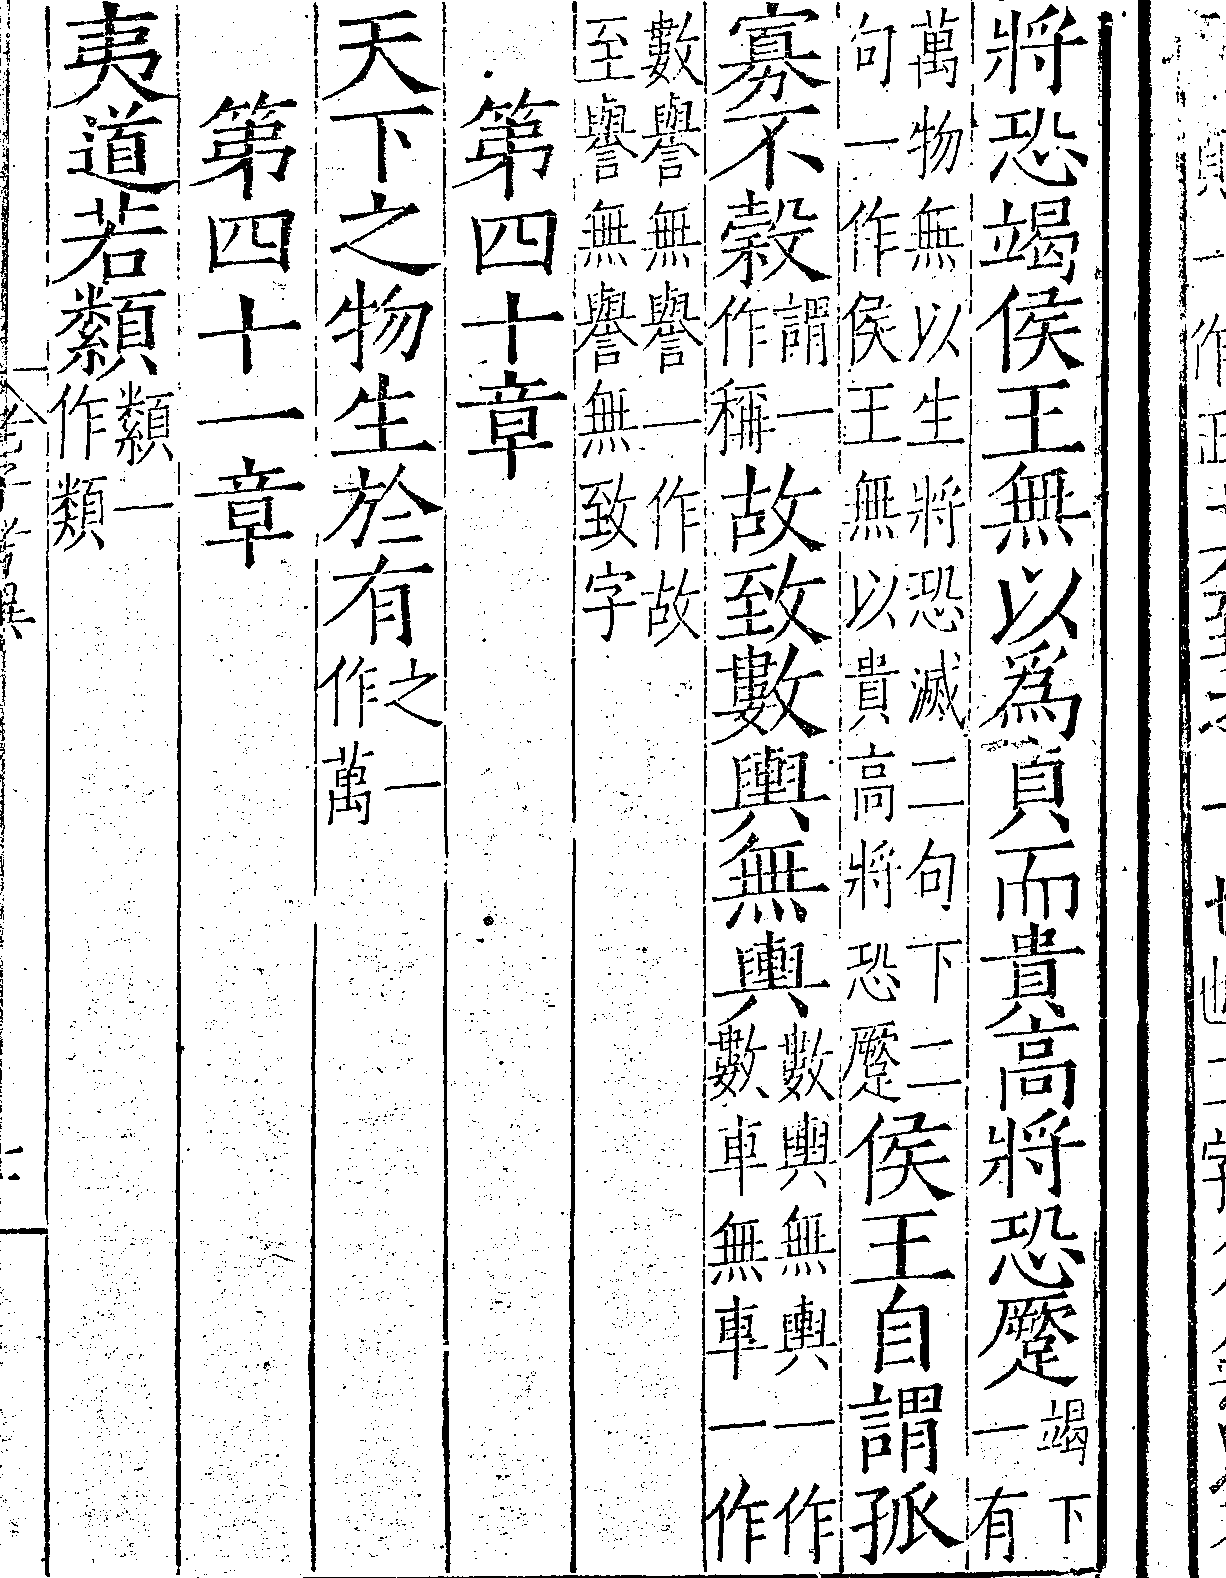 將恐竭侯王無以爲貞而貴高將恐蹷竭下一有
萬物無以生將恐滅二句下二句一作侯王無以貴高將恐蹷侯王自謂孤
寡不穀謂一作稱故致數輿無輿數輿無輿一作數車無車一作
數譽無譽一作故至譽無譽無致字
第四十章
天下之物生於有之一作萬
第四十一章
夷道若纇纇一作類
老子考異